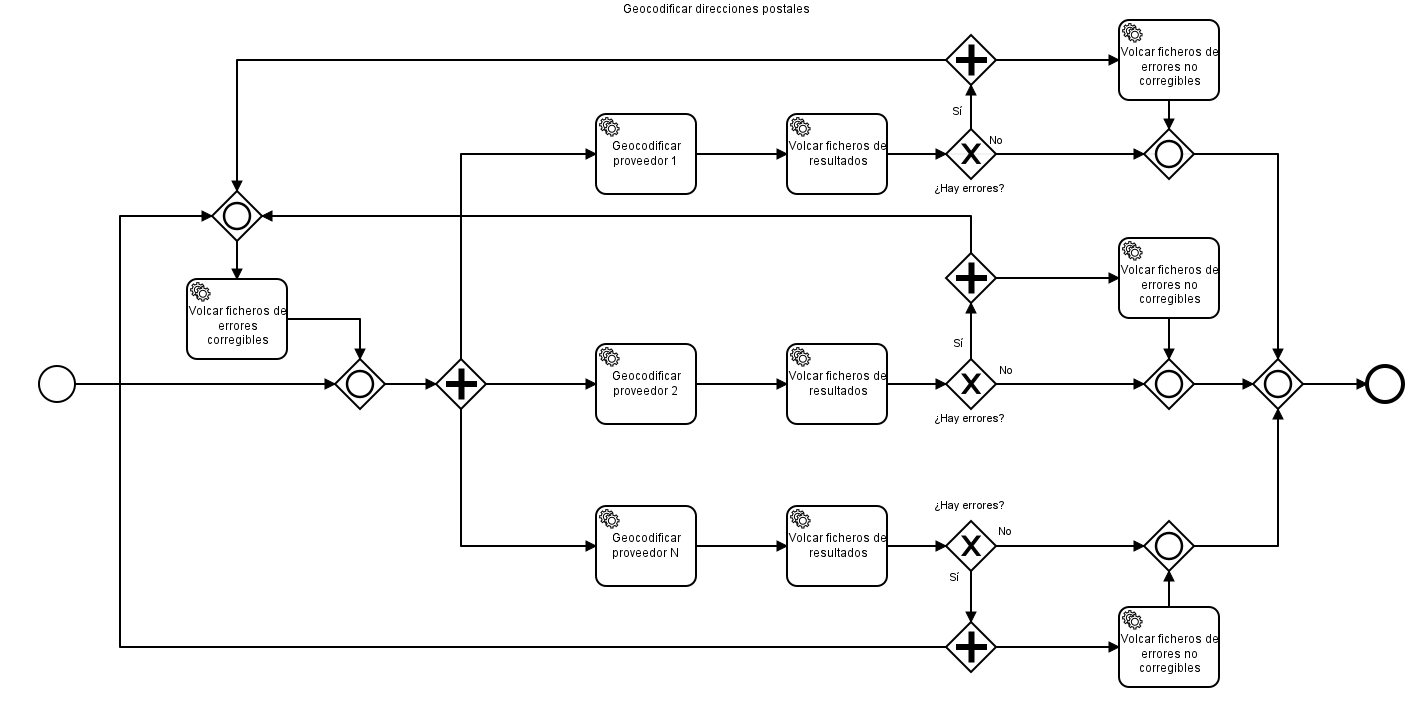 Geocodificar direcciones postales
Volcar ficheros de
errores no
corregibles
Sí
Geocodificar
proveedor 1
Volcar ficheros de
resultados
No
¿Hay errores?
Volcar ficheros de
errores
corregibles
Volcar ficheros de
errores no
corregibles
Sí
Geocodificar
proveedor 2
Volcar ficheros de
resultados
No
¿Hay errores?
¿Hay errores?
Geocodificar
proveedor N
Volcar ficheros de
resultados
No
Sí
Volcar ficheros de
errores no
corregibles